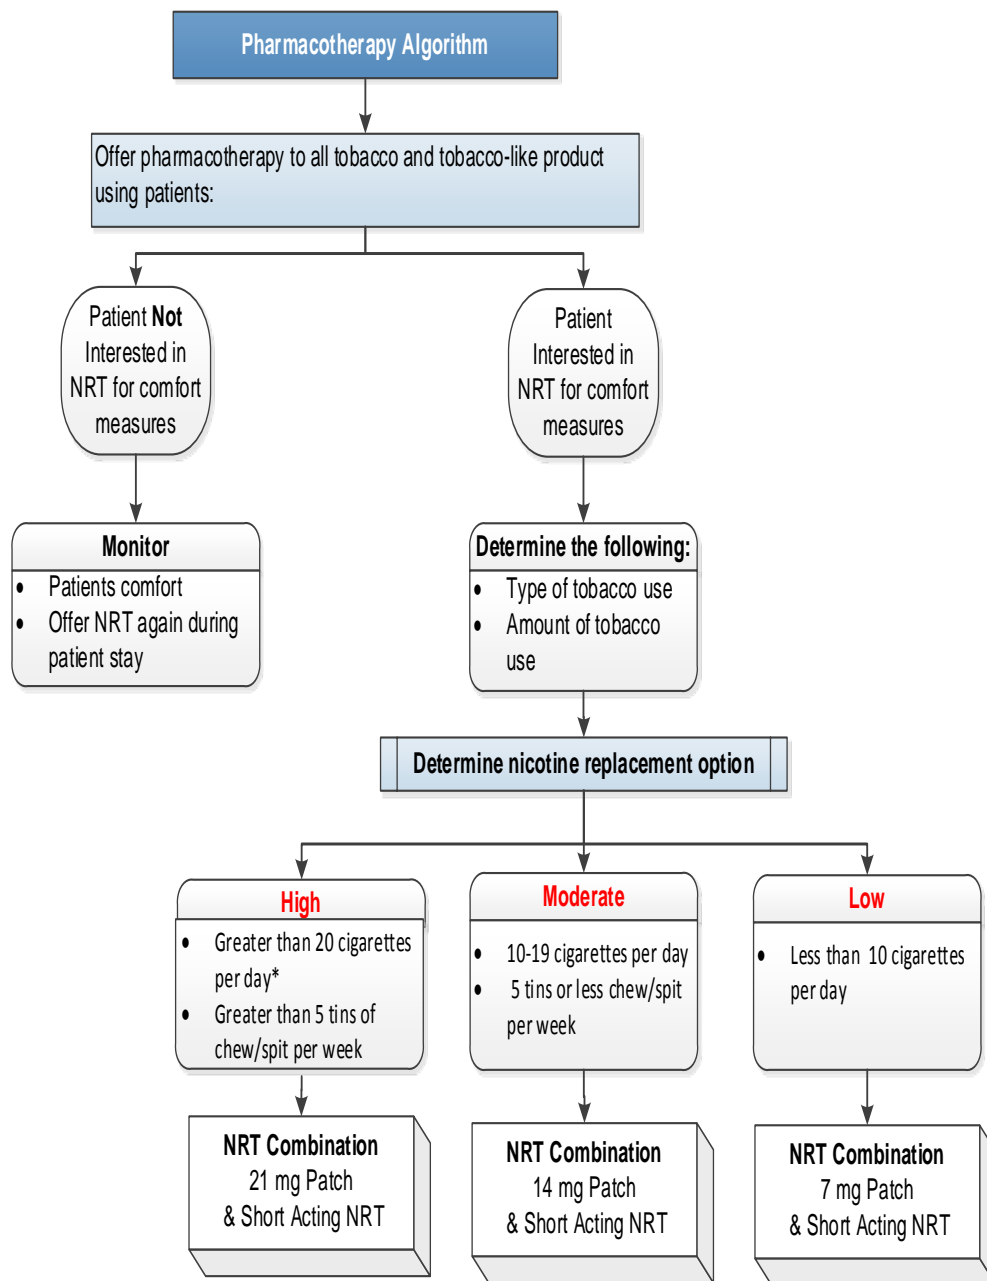 Pharmacotherapy Algorithm
Offer pharmacotherapy to all tobacco and tobacco-like product
using patients:
Patient Not
Interested in
NRT for comfort
measures
Patient
Interested in
NRT for comfort
measures
Monitor
• Patients comfort
• Offer NRT again during
patient stay
Determine the following:
• Type of tobacco use
• Amount of tobacco
use
Determine nicotine replacement option
High
• Greater than 20 cigarettes
per day*
• Greater than 5 tins of
chew/spit per week
Moderate
• 10-19 cigarettes per day
• 5 tins or less chew/spit
per week
Low
• Less than 10 cigarettes
per day
NRT Combination
21 mg Patch
& Short Acting NRT
NRT Combination
14 mg Patch
& Short Acting NRT
NRT Combination
7 mg Patch
& Short Acting NRT